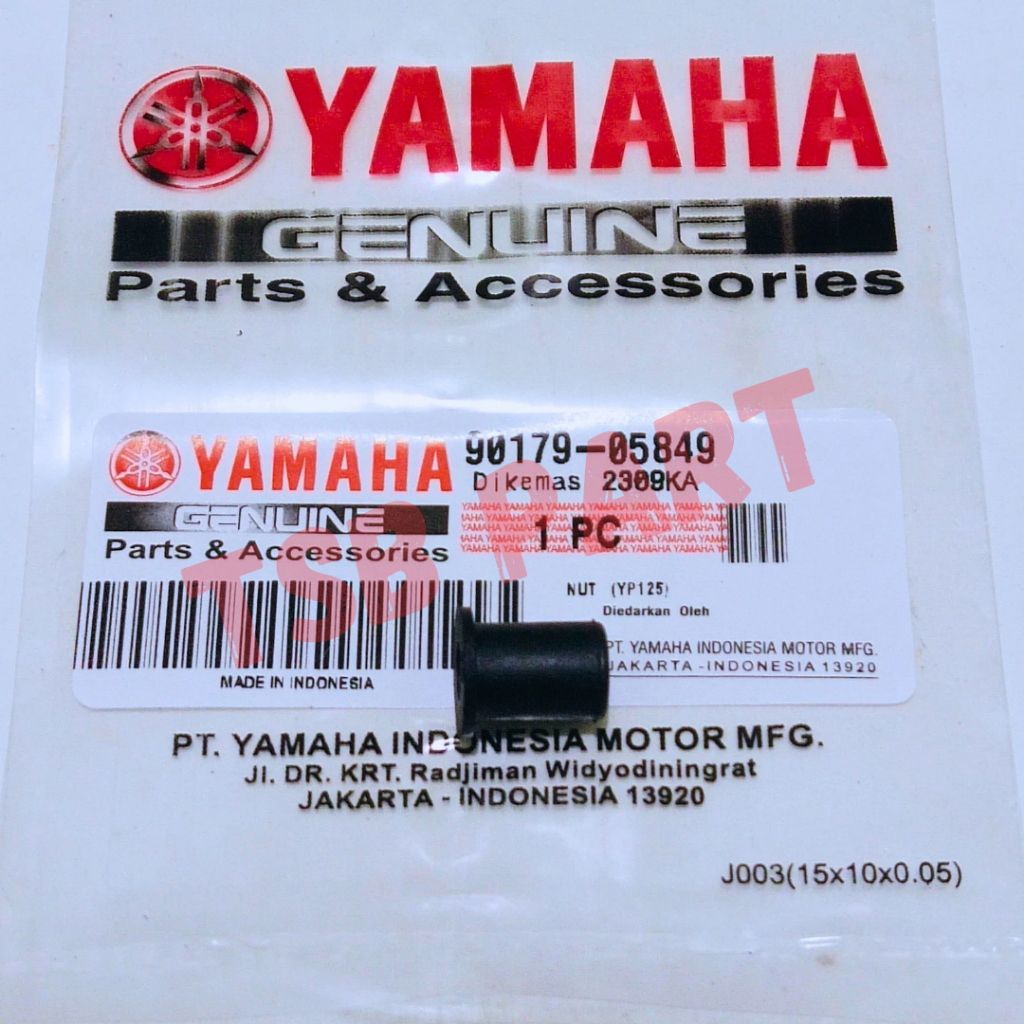 YAMAHA
GENUINE
Parts & Accessories
YAMAHA 90179-05849
Dikemas 2309KA
GENUINE
Parts & Accessories
1 PC
NUT (YP125)
Diedarkan Oleh
PT. YAMAHA INDONESIA MOTOR MFG.
JAKARTA - INDONESIA 13920
MADE IN INDONESIA
TSB PART
PT. YAMAHA INDONESIA MOTOR MFG.
Jl. DR. KRT. Radjiman Widyodiningrat
JAKARTA - INDONESIA 13920
J003(15x10x0.05)